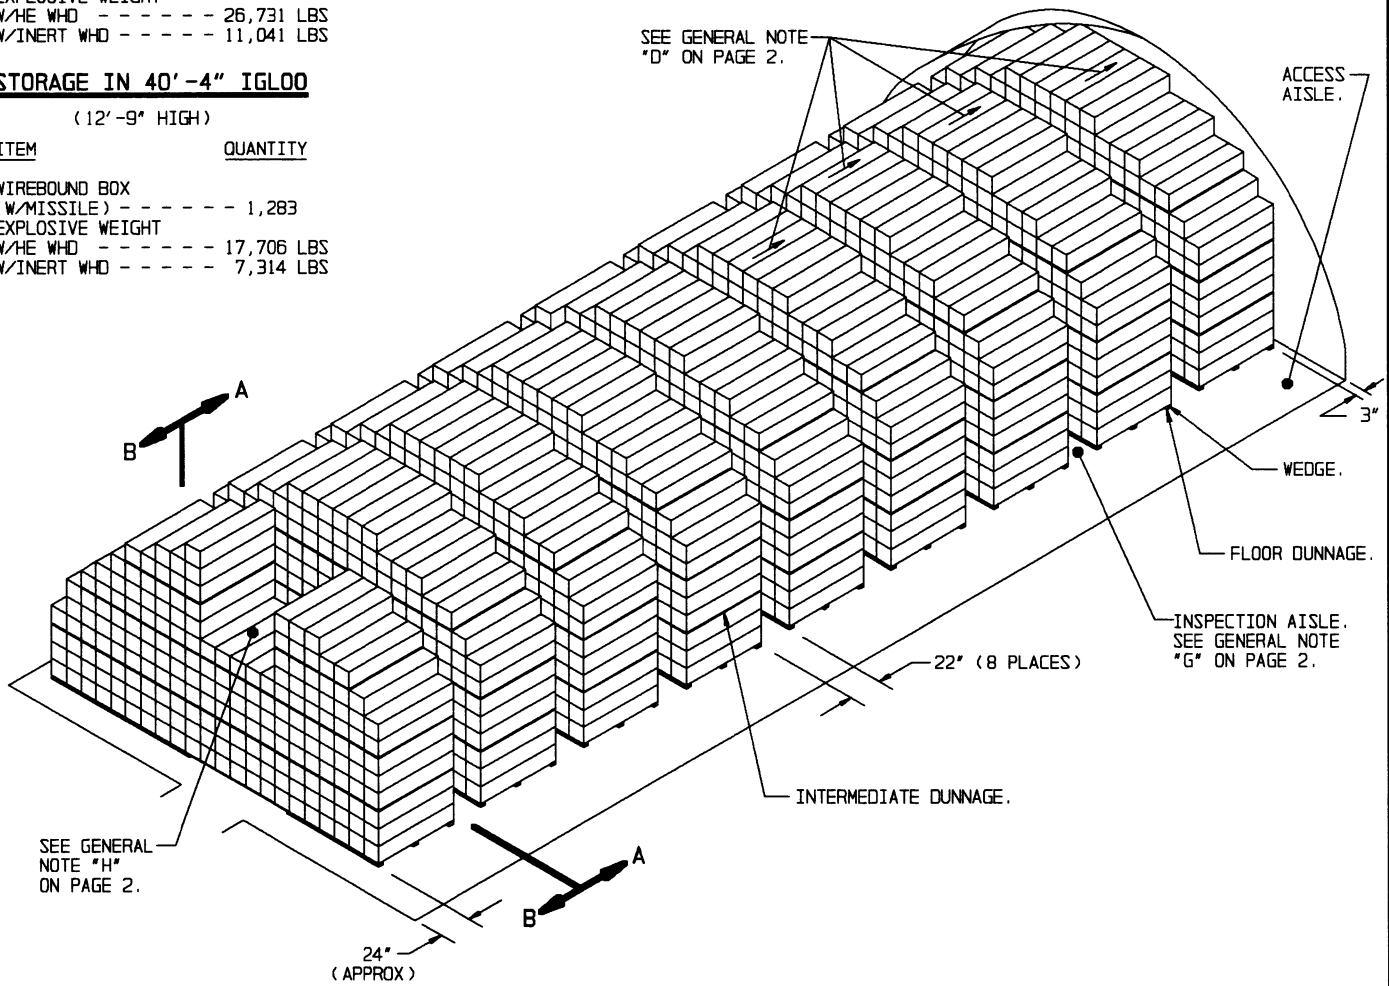 W/HE WHD - - - - - - 26,731 LBS
W/INERT WHD - - - - - 11,041 LBS
STORAGE IN 40'-4" IGLOO
(12'-9" HIGH)
ITEM QUANTITY
WIREBOUND BOX
W/MISSILE) - - - - - - 1,283
EXPLOSIVE WEIGHT
W/HE WHD - - - - - - 17,706 LBS
W/INERT WHD - - - - - 7,314 LBS
SEE GENERAL NOTE
"D" ON PAGE 2.
ACCESS
AISLE.
A
B
3"
WEDGE.
FLOOR DUNNAGE.
INSPECTION AISLE.
SEE GENERAL NOTE
"G" ON PAGE 2.
22" (8 PLACES)
INTERMEDIATE DUNNAGE.
SEE GENERAL
NOTE "H"
ON PAGE 2.
A
B
24"
(APPROX)